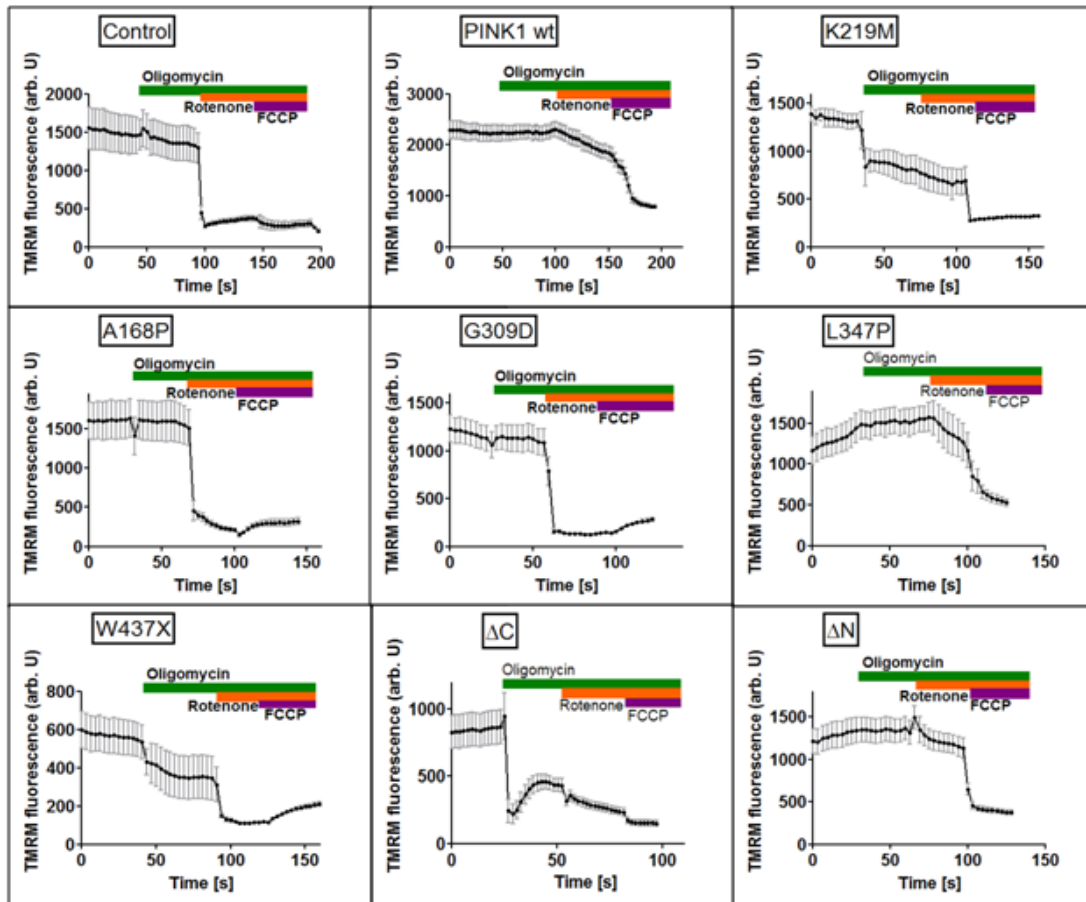 Control
Oligomycin
Rotenone
FCCP
TMRM fluorescence (arb. U)
2000
1500
1000
500
0
0 50 100 150 200
Time [s]
PINK1 wt
Oligomycin
Rotenone
FCCP
TMRM fluorescence (arb. U)
3000
2000
1000
0
0 50 100 150 200
Time [s]
K219M
Oligomycin
Rotenone
FCCP
TMRM fluorescence (arb. U)
1500
1000
500
0
0 50 100 150
Time [s]
A168P
Oligomycin
Rotenone
FCCP
TMRM fluorescence (arb. U)
1500
1000
500
0
0 50 100 150
Time [s]
G309D
Oligomycin
Rotenone
FCCP
TMRM fluorescence (arb. U)
1500
1000
500
0
0 50 100
Time [s]
L347P
Oligomycin
Rotenone
FCCP
TMRM fluorescence (arb. U)
2000
1500
1000
500
0
0 50 100 150
Time [s]
W437X
Oligomycin
Rotenone
FCCP
TMRM fluorescence (arb. U)
800
600
400
200
0
0 50 100 150
Time [s]
ΔC
Oligomycin
Rotenone
FCCP
TMRM fluorescence (arb. U)
1000
500
0
0 50 100
Time [s]
ΔN
Oligomycin
Rotenone
FCCP
TMRM fluorescence (arb. U)
1500
1000
500
0
0 50 100 150
Time [s]